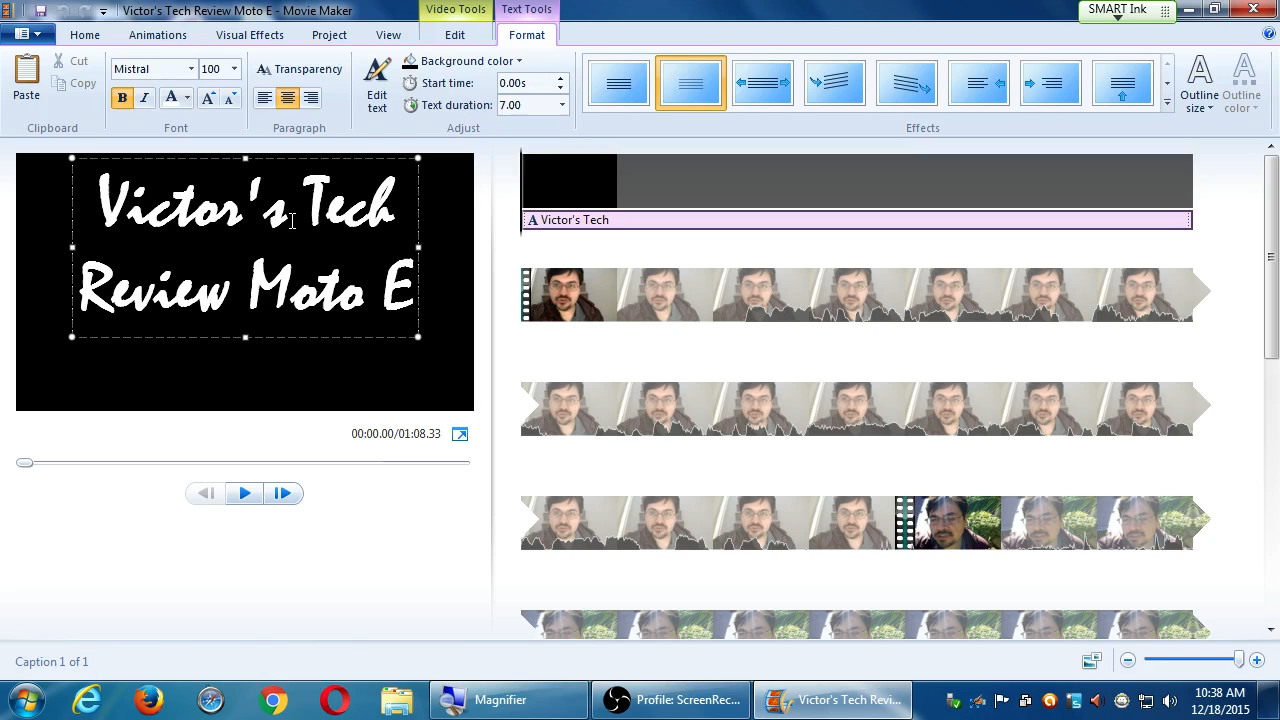 Victor's Tech Review Moto E - Movie Maker
Video Tools
Text Tools
SMART Ink
Home
Animations
Visual Effects
Project
View
Edit
Format
Paste
Cut
Copy
Clipboard
Mistral
100
B
I
A
A
A
Font
Transparency
Paragraph
Edit
text
Background color
Start time:
0.00s
Text duration:
7.00
Adjust
Effects
Outline
size
Outline
color
Victor's Tech
Review Moto E
00:00.00/01:08.33
A Victor's Tech
Caption 1 of 1
Magnifier
Profile: ScreenRec...
Victor's Tech Revi...
10:38 AM
12/18/2015